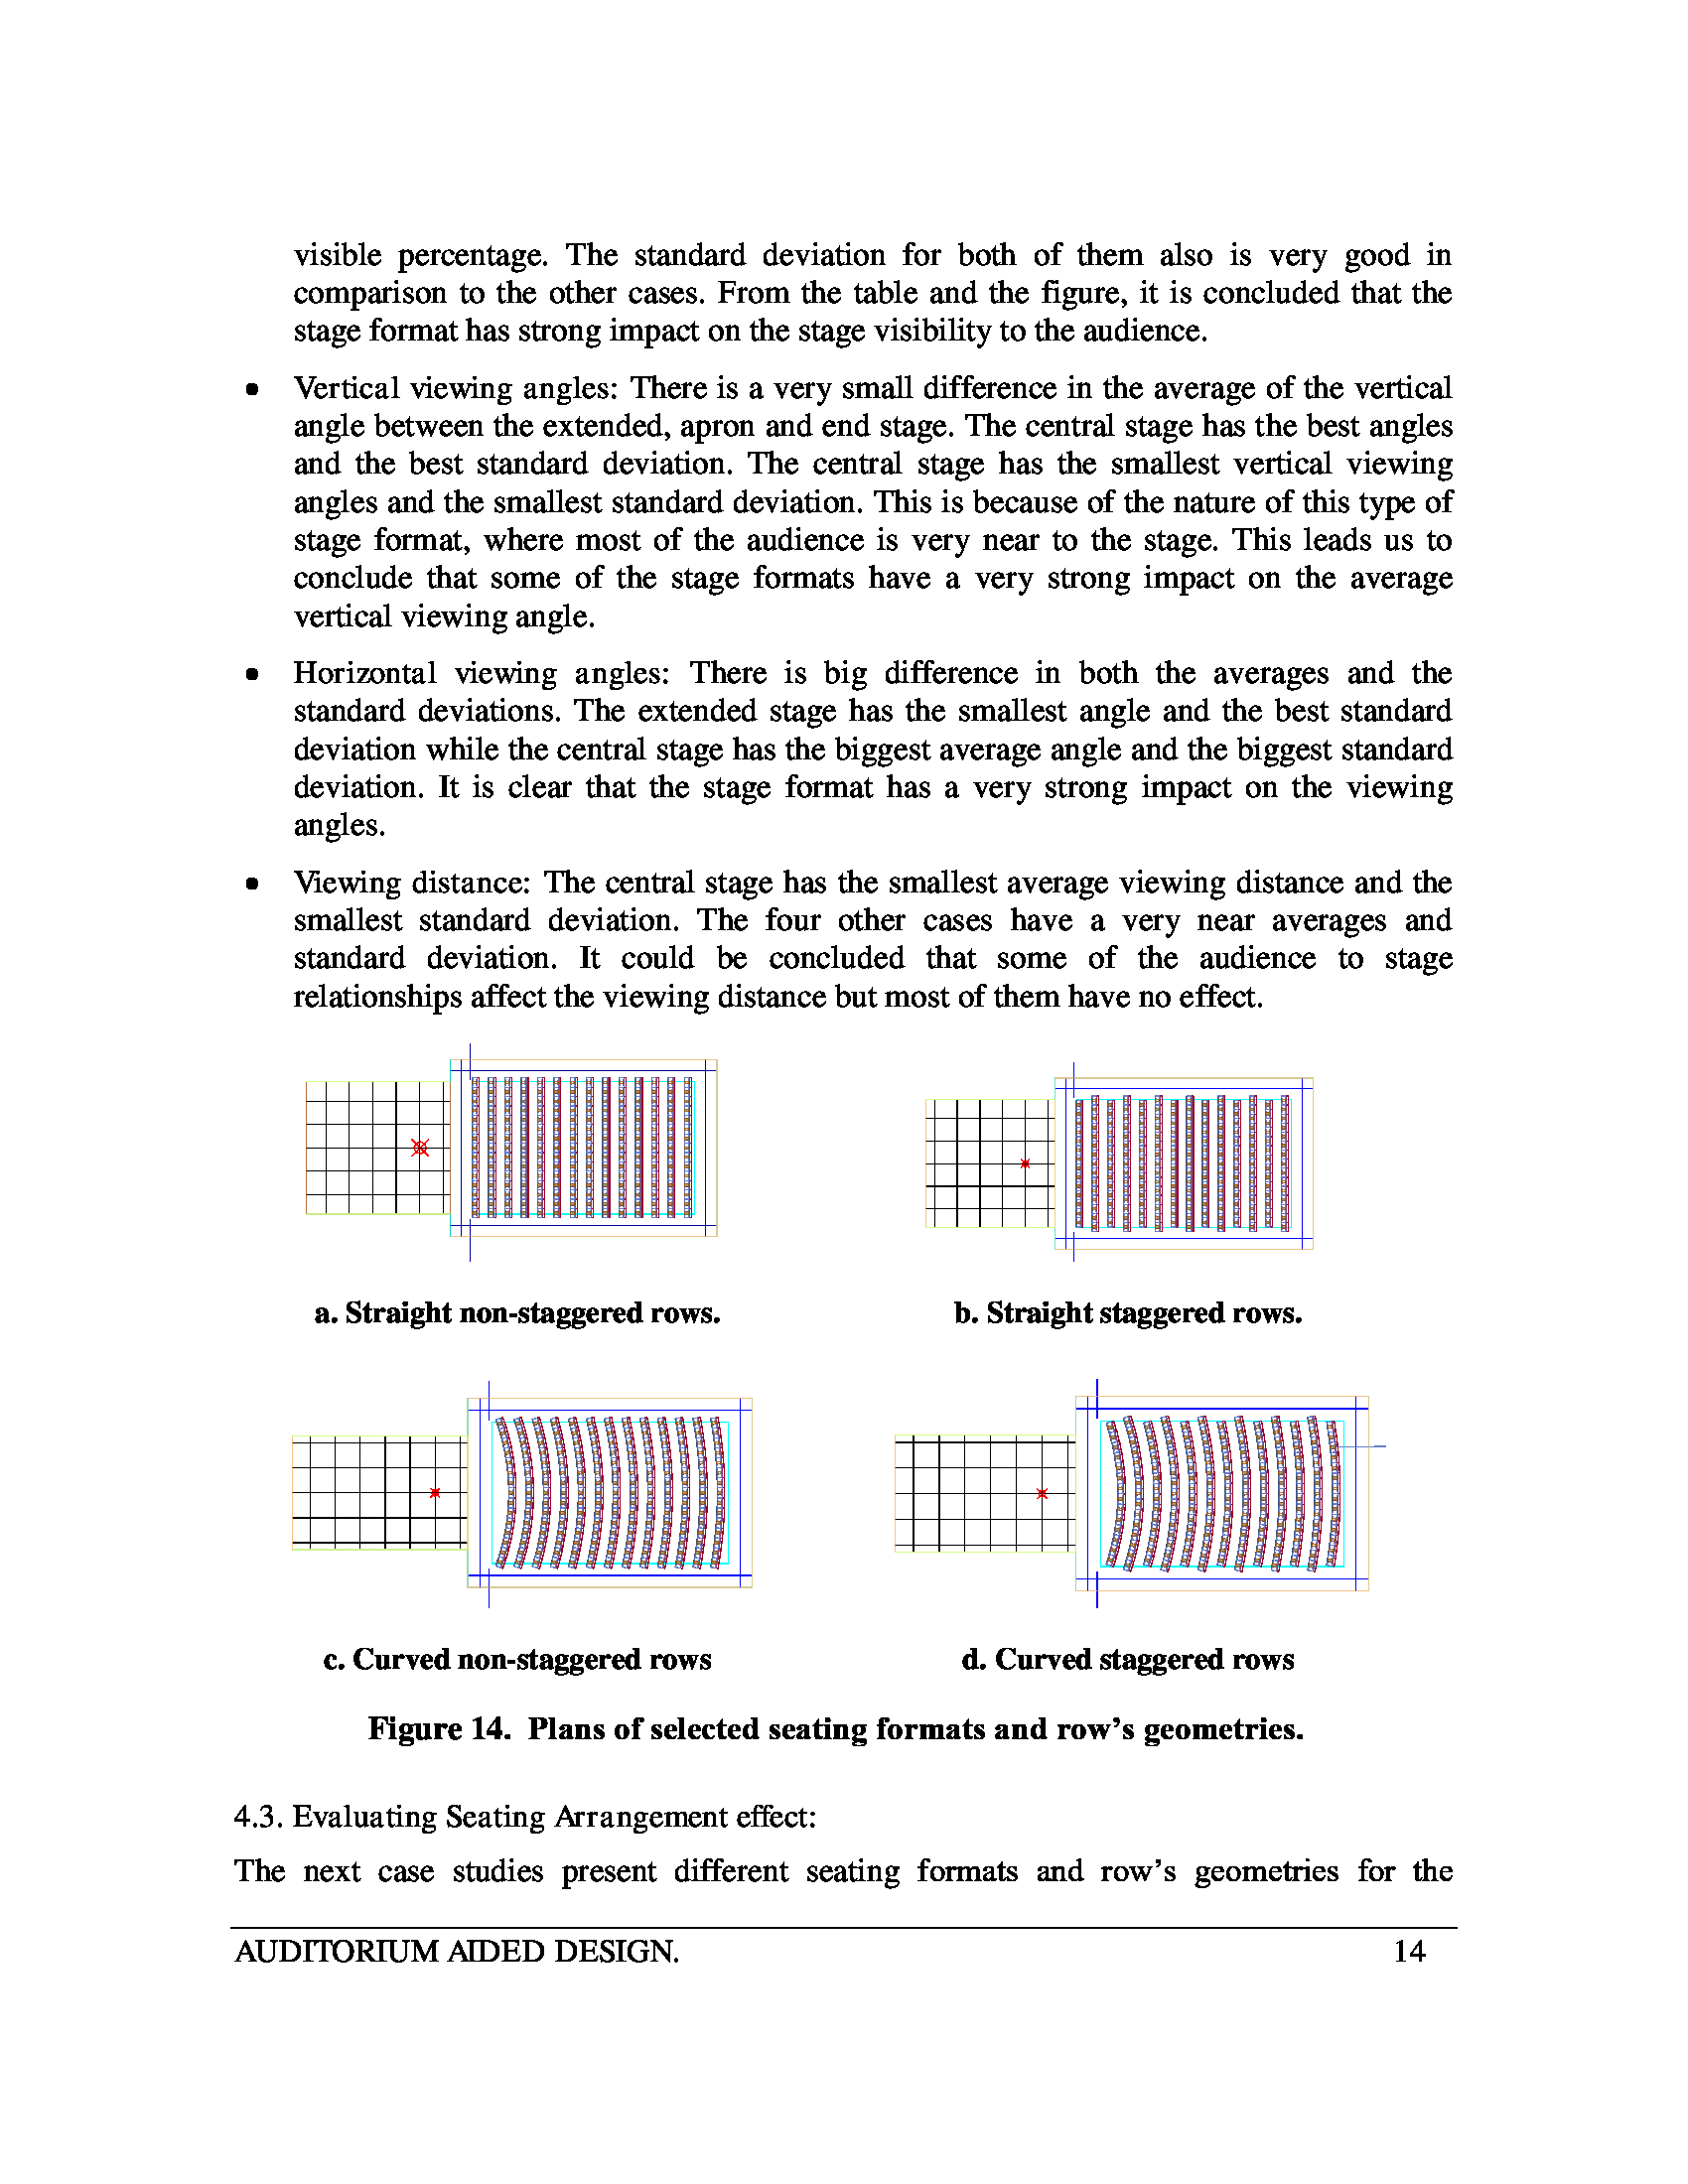 visible percentage. The standard deviation for both of them also is very good in
comparison to the other cases. From the table and the figure, it is concluded that the
stage format has strong impact on the stage visibility to the audience.
• Vertical viewing angles: There is a very small difference in the average of the vertical
angle between the extended, apron and end stage. The central stage has the best angles
and the best standard deviation. The central stage has the smallest vertical viewing
angles and the smallest standard deviation. This is because of the nature of this type of
stage format, where most of the audience is very near to the stage. This leads us to
conclude that some of the stage formats have a very strong impact on the average
vertical viewing angle.
• Horizontal viewing angles: There is big difference in both the averages and the
standard deviations. The extended stage has the smallest angle and the best standard
deviation while the central stage has the biggest average angle and the biggest standard
deviation. It is clear that the stage format has a very strong impact on the viewing
angles.
• Viewing distance: The central stage has the smallest average viewing distance and the
smallest standard deviation. The four other cases have a very near averages and
standard deviation. It could be concluded that some of the audience to stage
relationships affect the viewing distance but most of them have no effect.
a. Straight non-staggered rows.
b. Straight staggered rows.
c. Curved non-staggered rows
d. Curved staggered rows
Figure 14. Plans of selected seating formats and row's geometries.
4.3. Evaluating Seating Arrangement effect:
The next case studies present different seating formats and row's geometries for the
AUDITORIUM AIDED DESIGN. 14